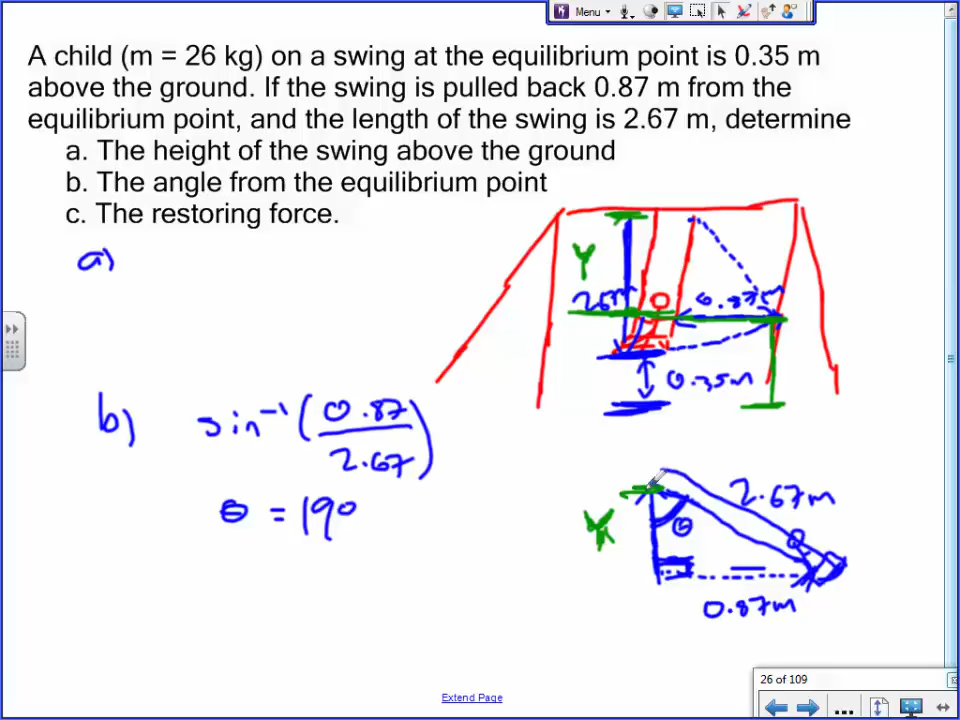 Menu
A child (m = 26 kg) on a swing at the equilibrium point is 0.35 m
above the ground. If the swing is pulled back 0.87 m from the
equilibrium point, and the length of the swing is 2.67 m, determine
a. The height of the swing above the ground
b. The angle from the equilibrium point
c. The restoring force.
a)
Y
0.87m
0.35m
b) sin⁻¹ (0.87/2.67)
θ = 19°
2.67m
Y
θ
0.87m
26 of 109
Extend Page